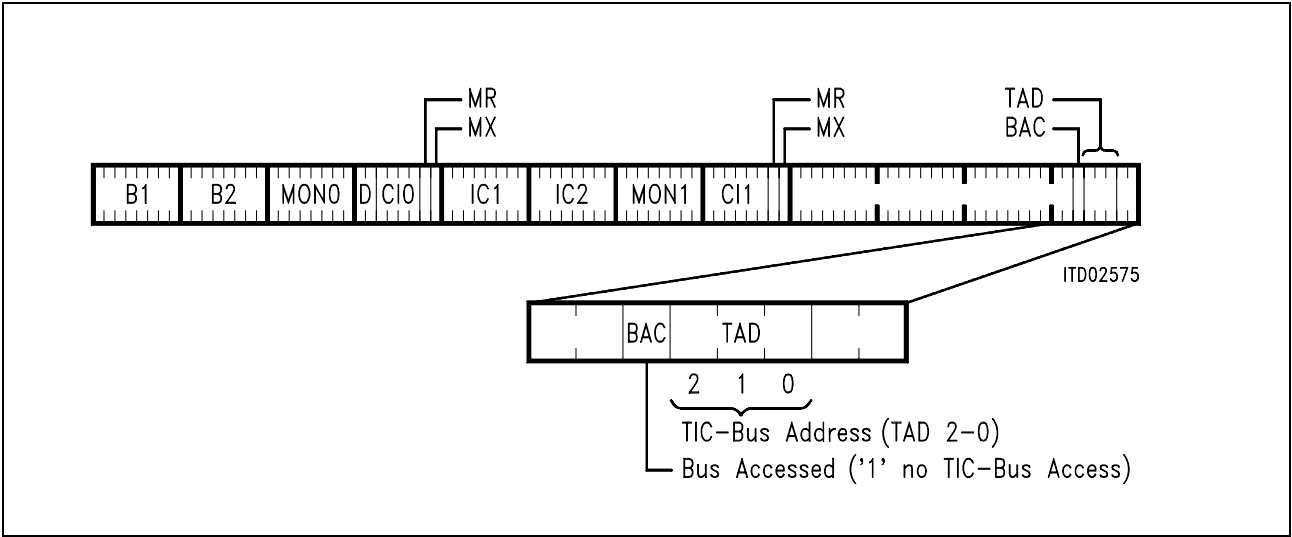 MR MR TAD
MX MX BAC
B1 B2 MON0 D CI0 IC1 IC2 MON1 CI1
ITD02575
BAC TAD
2 1 0
TIC-Bus Address (TAD 2-0)
Bus Accessed ('1' no TIC-Bus Access)